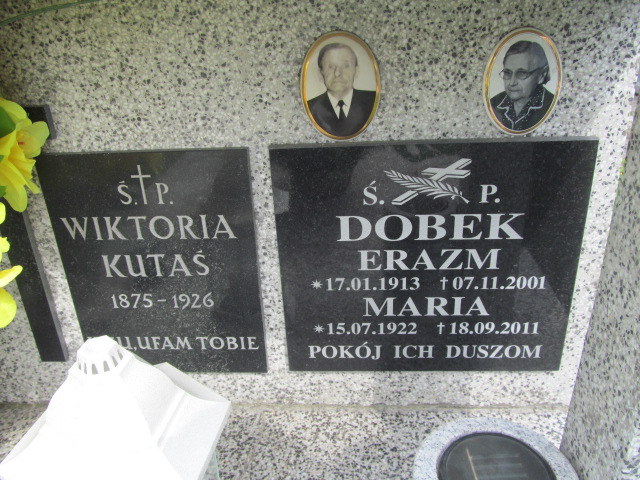 Ś. P.
WIKTORIA
KUTAŚ
1875 - 1926
UFAM TOBIE
Ś. P.
DOBEK
ERAZM
*17.01.1913 †07.11.2001
MARIA
*15.07.1922 †18.09.2011
POKÓJ ICH DUSZOM